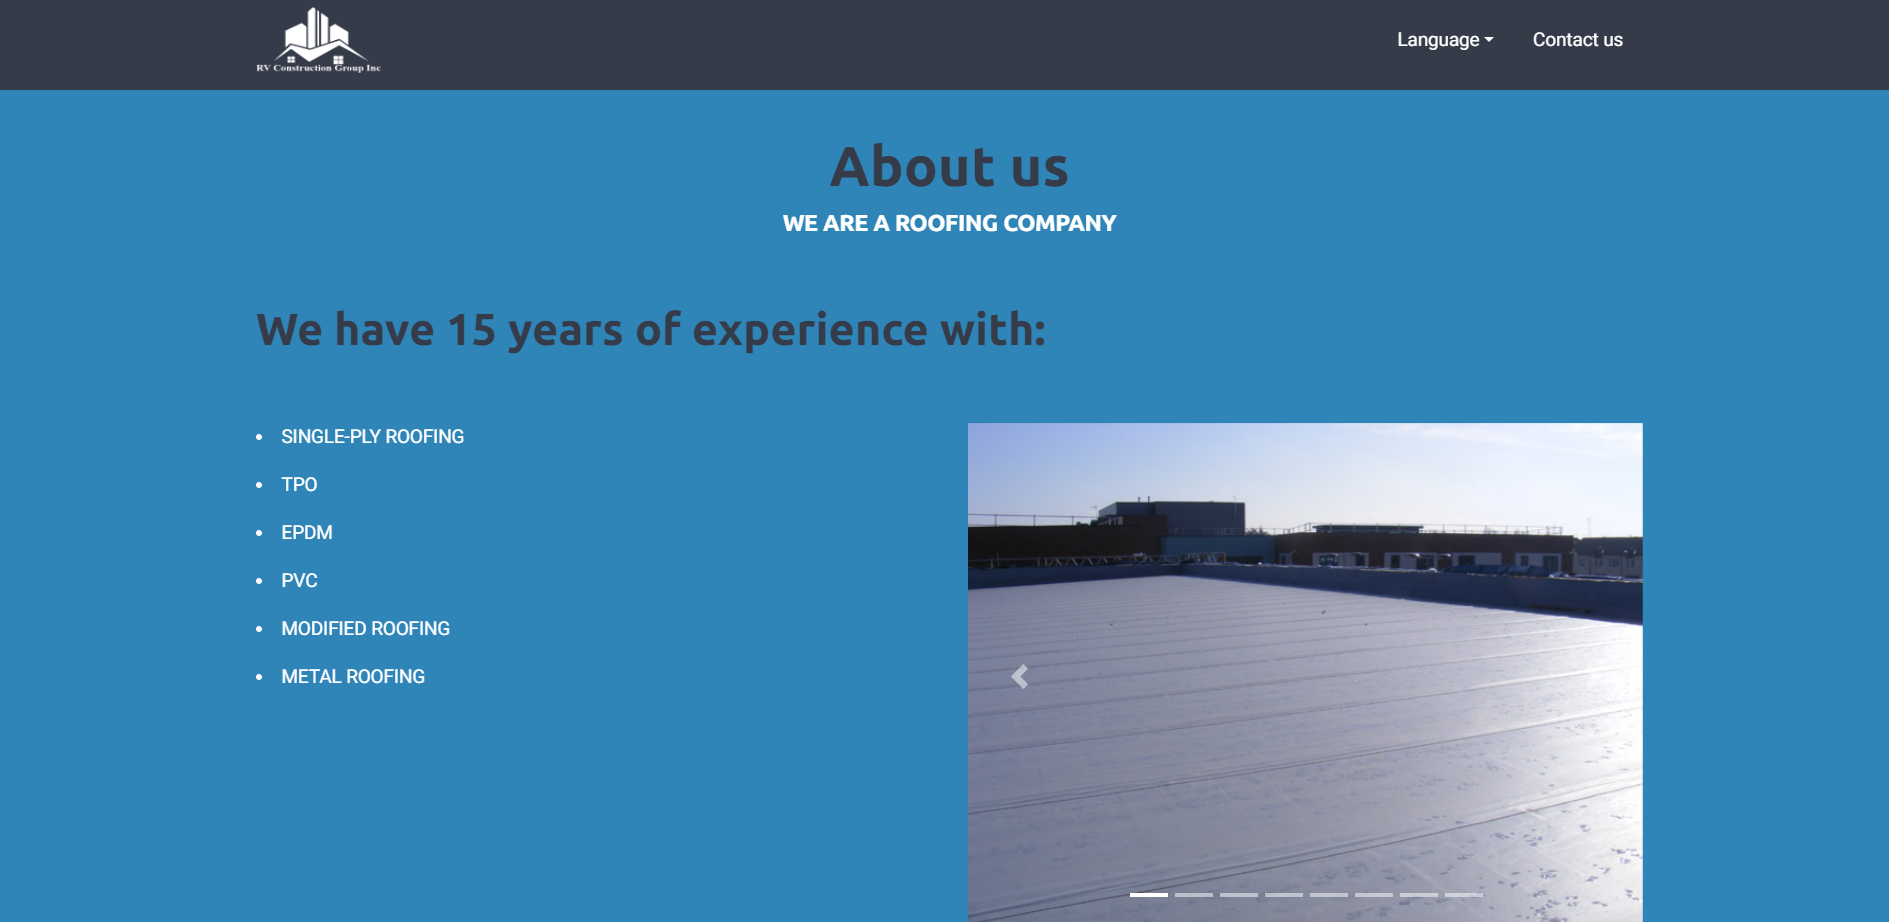 RV Construction Group Inc
Language
Contact us
About us
WE ARE A ROOFING COMPANY
We have 15 years of experience with:
SINGLE-PLY ROOFING
TPO
EPDM
PVC
MODIFIED ROOFING
METAL ROOFING